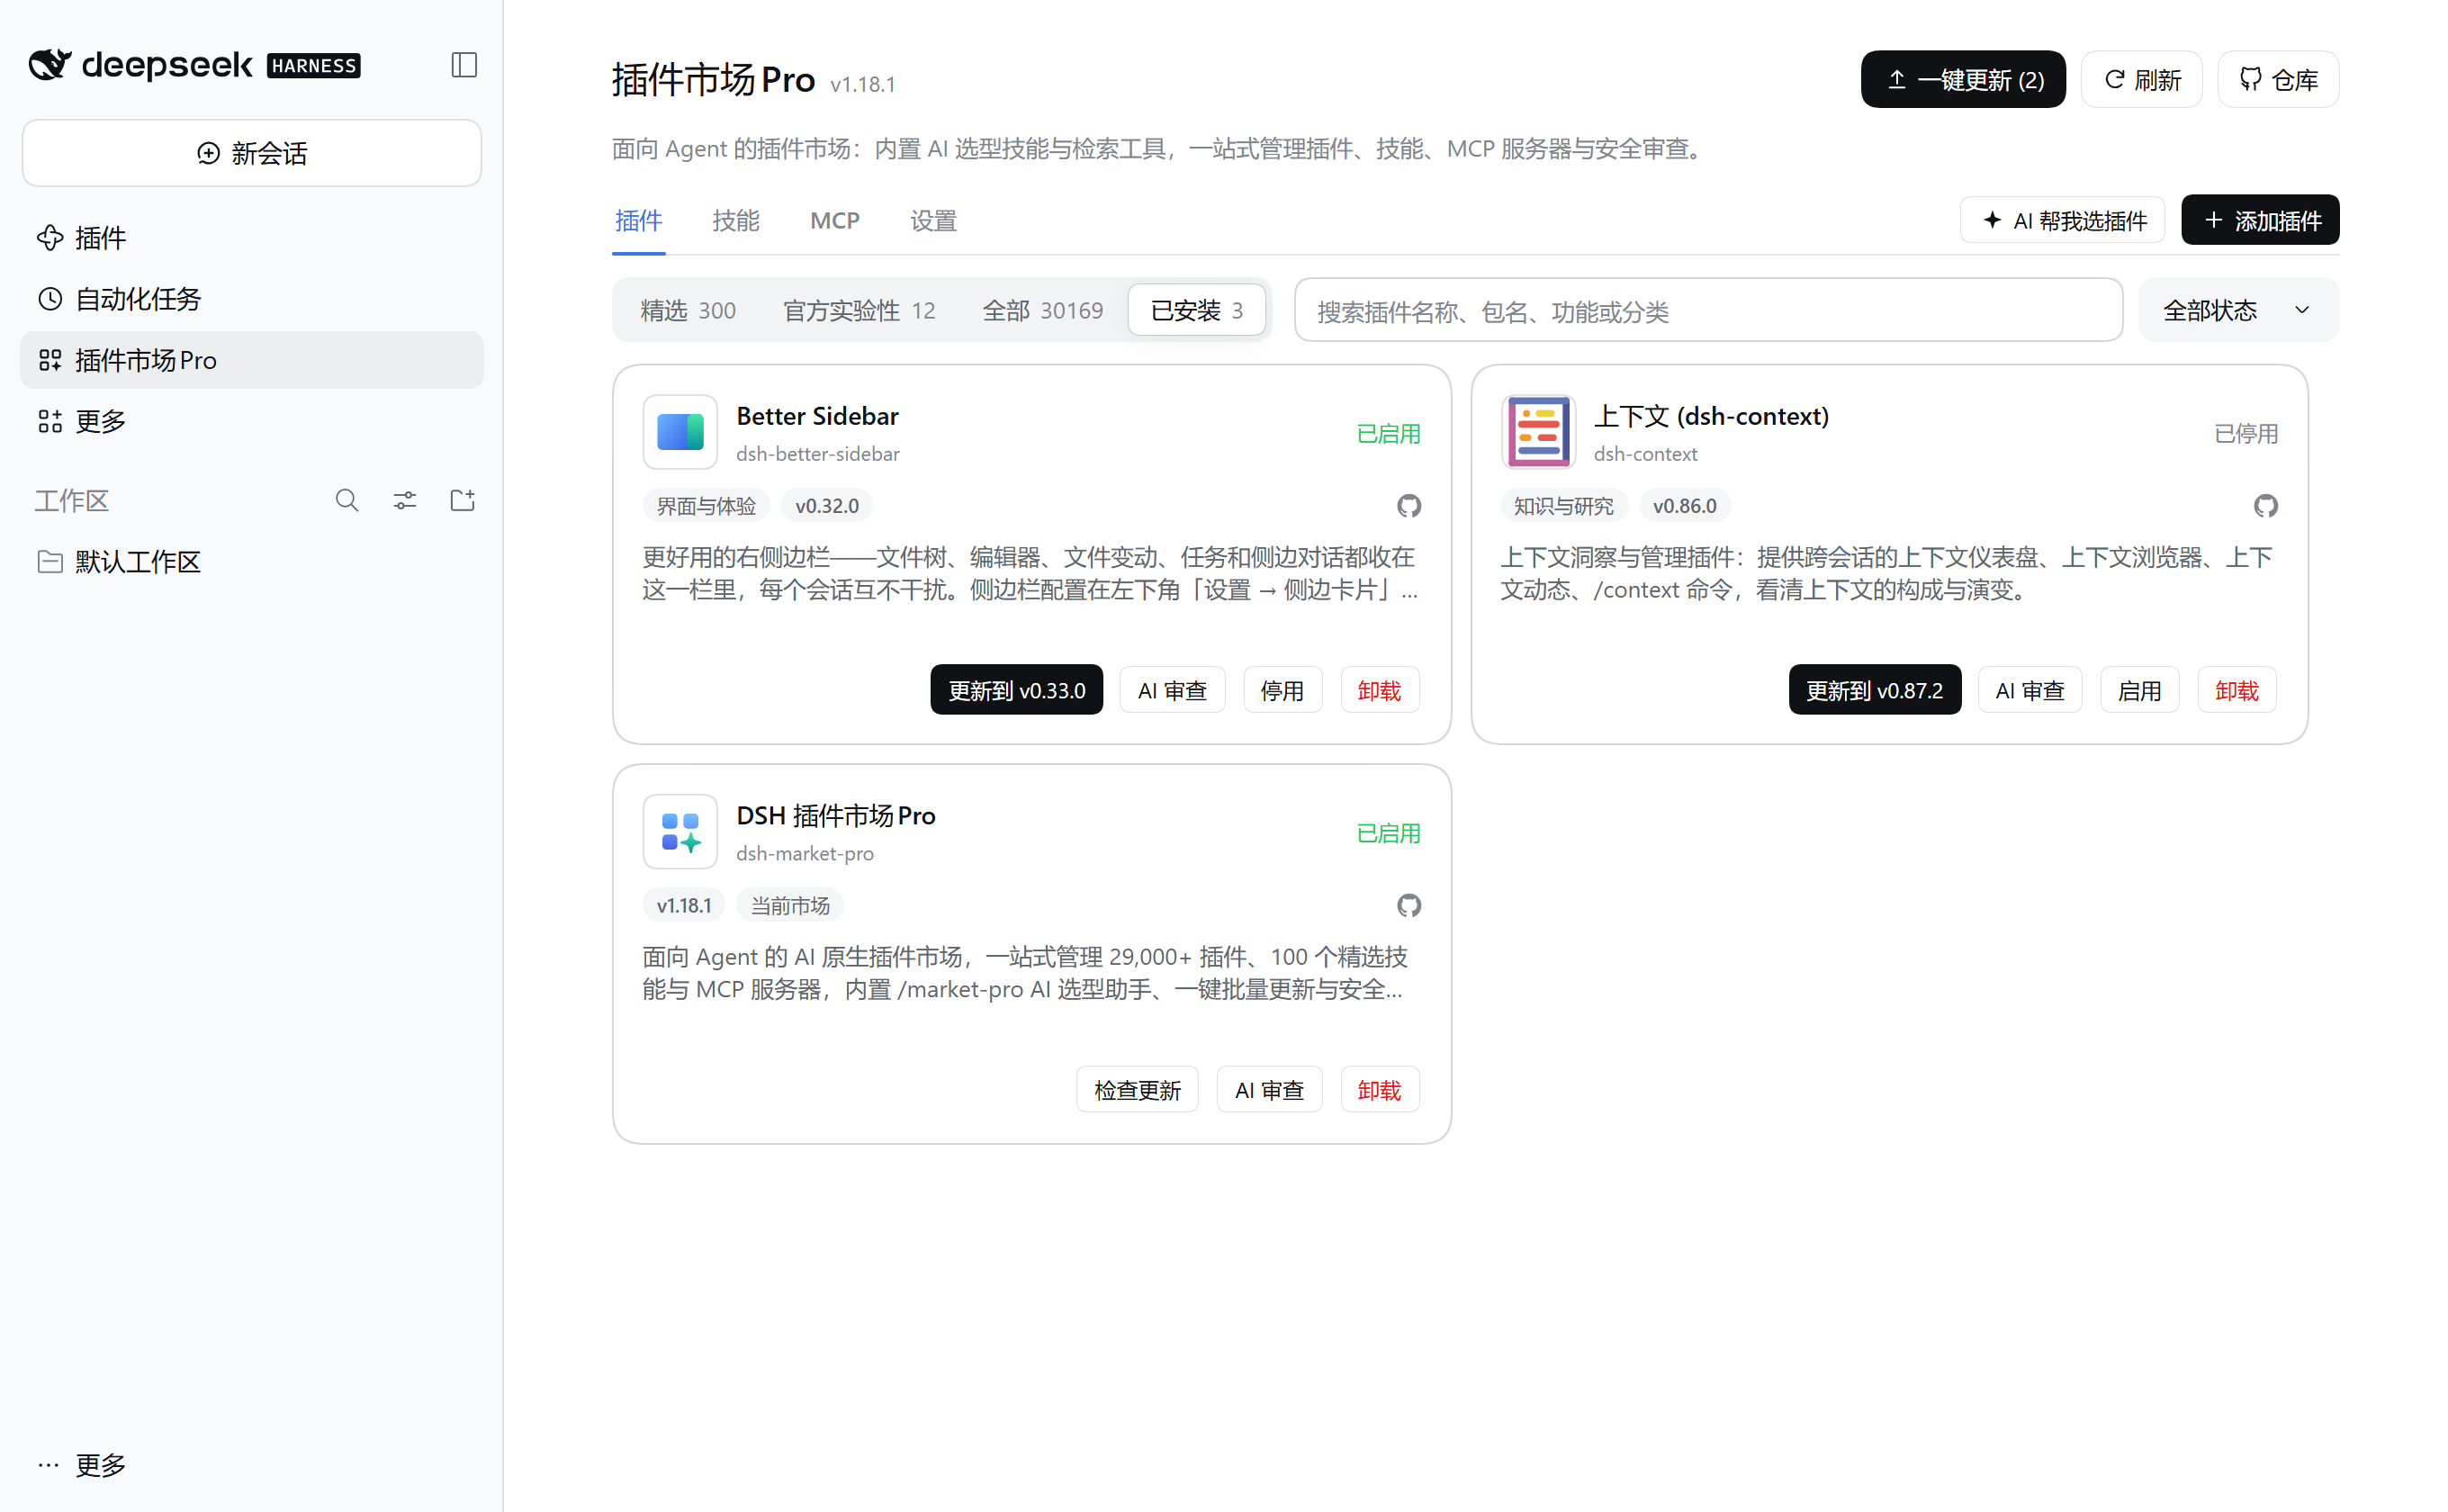 deepseek HARNESS
新会话
插件
自动化任务
插件市场Pro
更多
工作区
默认工作区
更多
插件市场Pro v1.18.1
一键更新 (2)
刷新
仓库
面向 Agent 的插件市场：内置 AI 选型技能与检索工具，一站式管理插件、技能、MCP 服务器与安全审查。
插件 技能 MCP 设置
AI 帮我选插件
添加插件
精选 300 官方实验性 12 全部 30169 已安装 3
搜索插件名称、包名、功能或分类
全部状态
Better Sidebar
dsh-better-sidebar
已启用
界面与体验 v0.32.0
更好用的右侧边栏——文件树、编辑器、文件变动、任务和侧边对话都收在
这一栏里，每个会话互不干扰。侧边栏配置在左下角「设置 → 侧边卡片」...
更新到 v0.33.0 AI 审查 停用 卸载
上下文 (dsh-context)
dsh-context
已停用
知识与研究 v0.86.0
上下文洞察与管理插件：提供跨会话的上下文仪表盘、上下文浏览器、上下
文动态、/context 命令，看清上下文的构成与演变。
更新到 v0.87.2 AI 审查 启用 卸载
DSH 插件市场Pro
dsh-market-pro
已启用
v1.18.1 当前市场
面向 Agent 的 AI 原生插件市场，一站式管理 29,000+ 插件、100 个精选技
能与 MCP 服务器，内置 /market-pro AI 选型助手、一键批量更新与安全...
检查更新 AI 审查 卸载